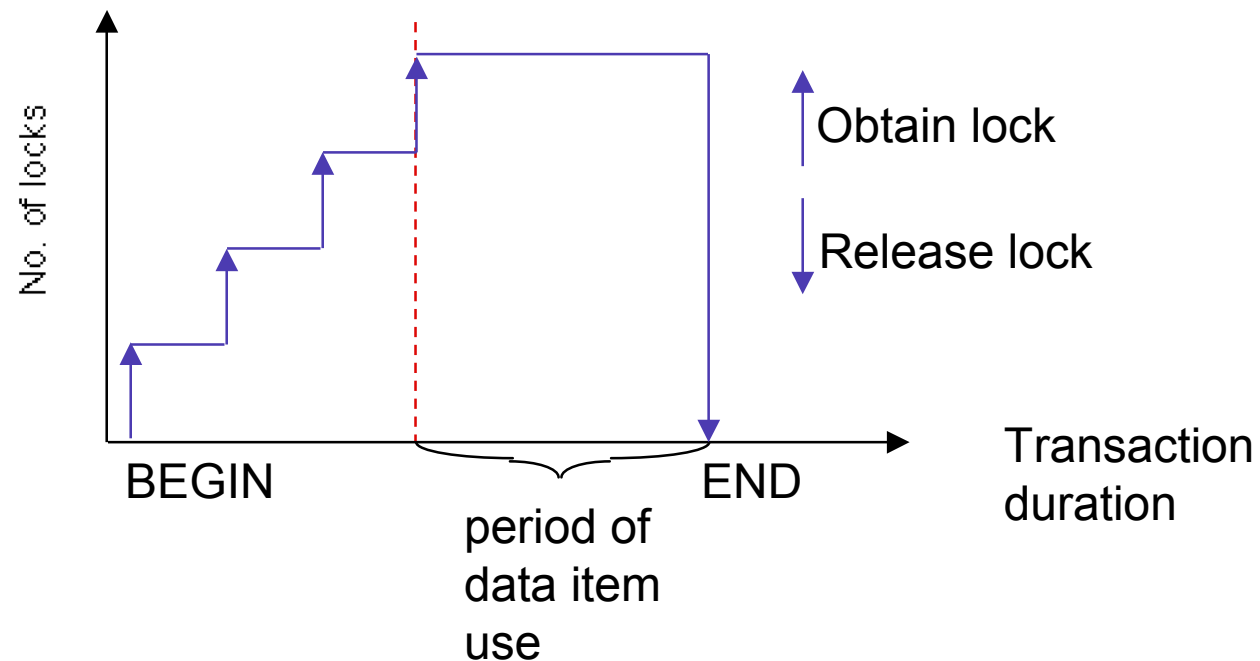 No. of locks
Obtain lock
Release lock
BEGIN
END
Transaction
duration
period of
data item
use